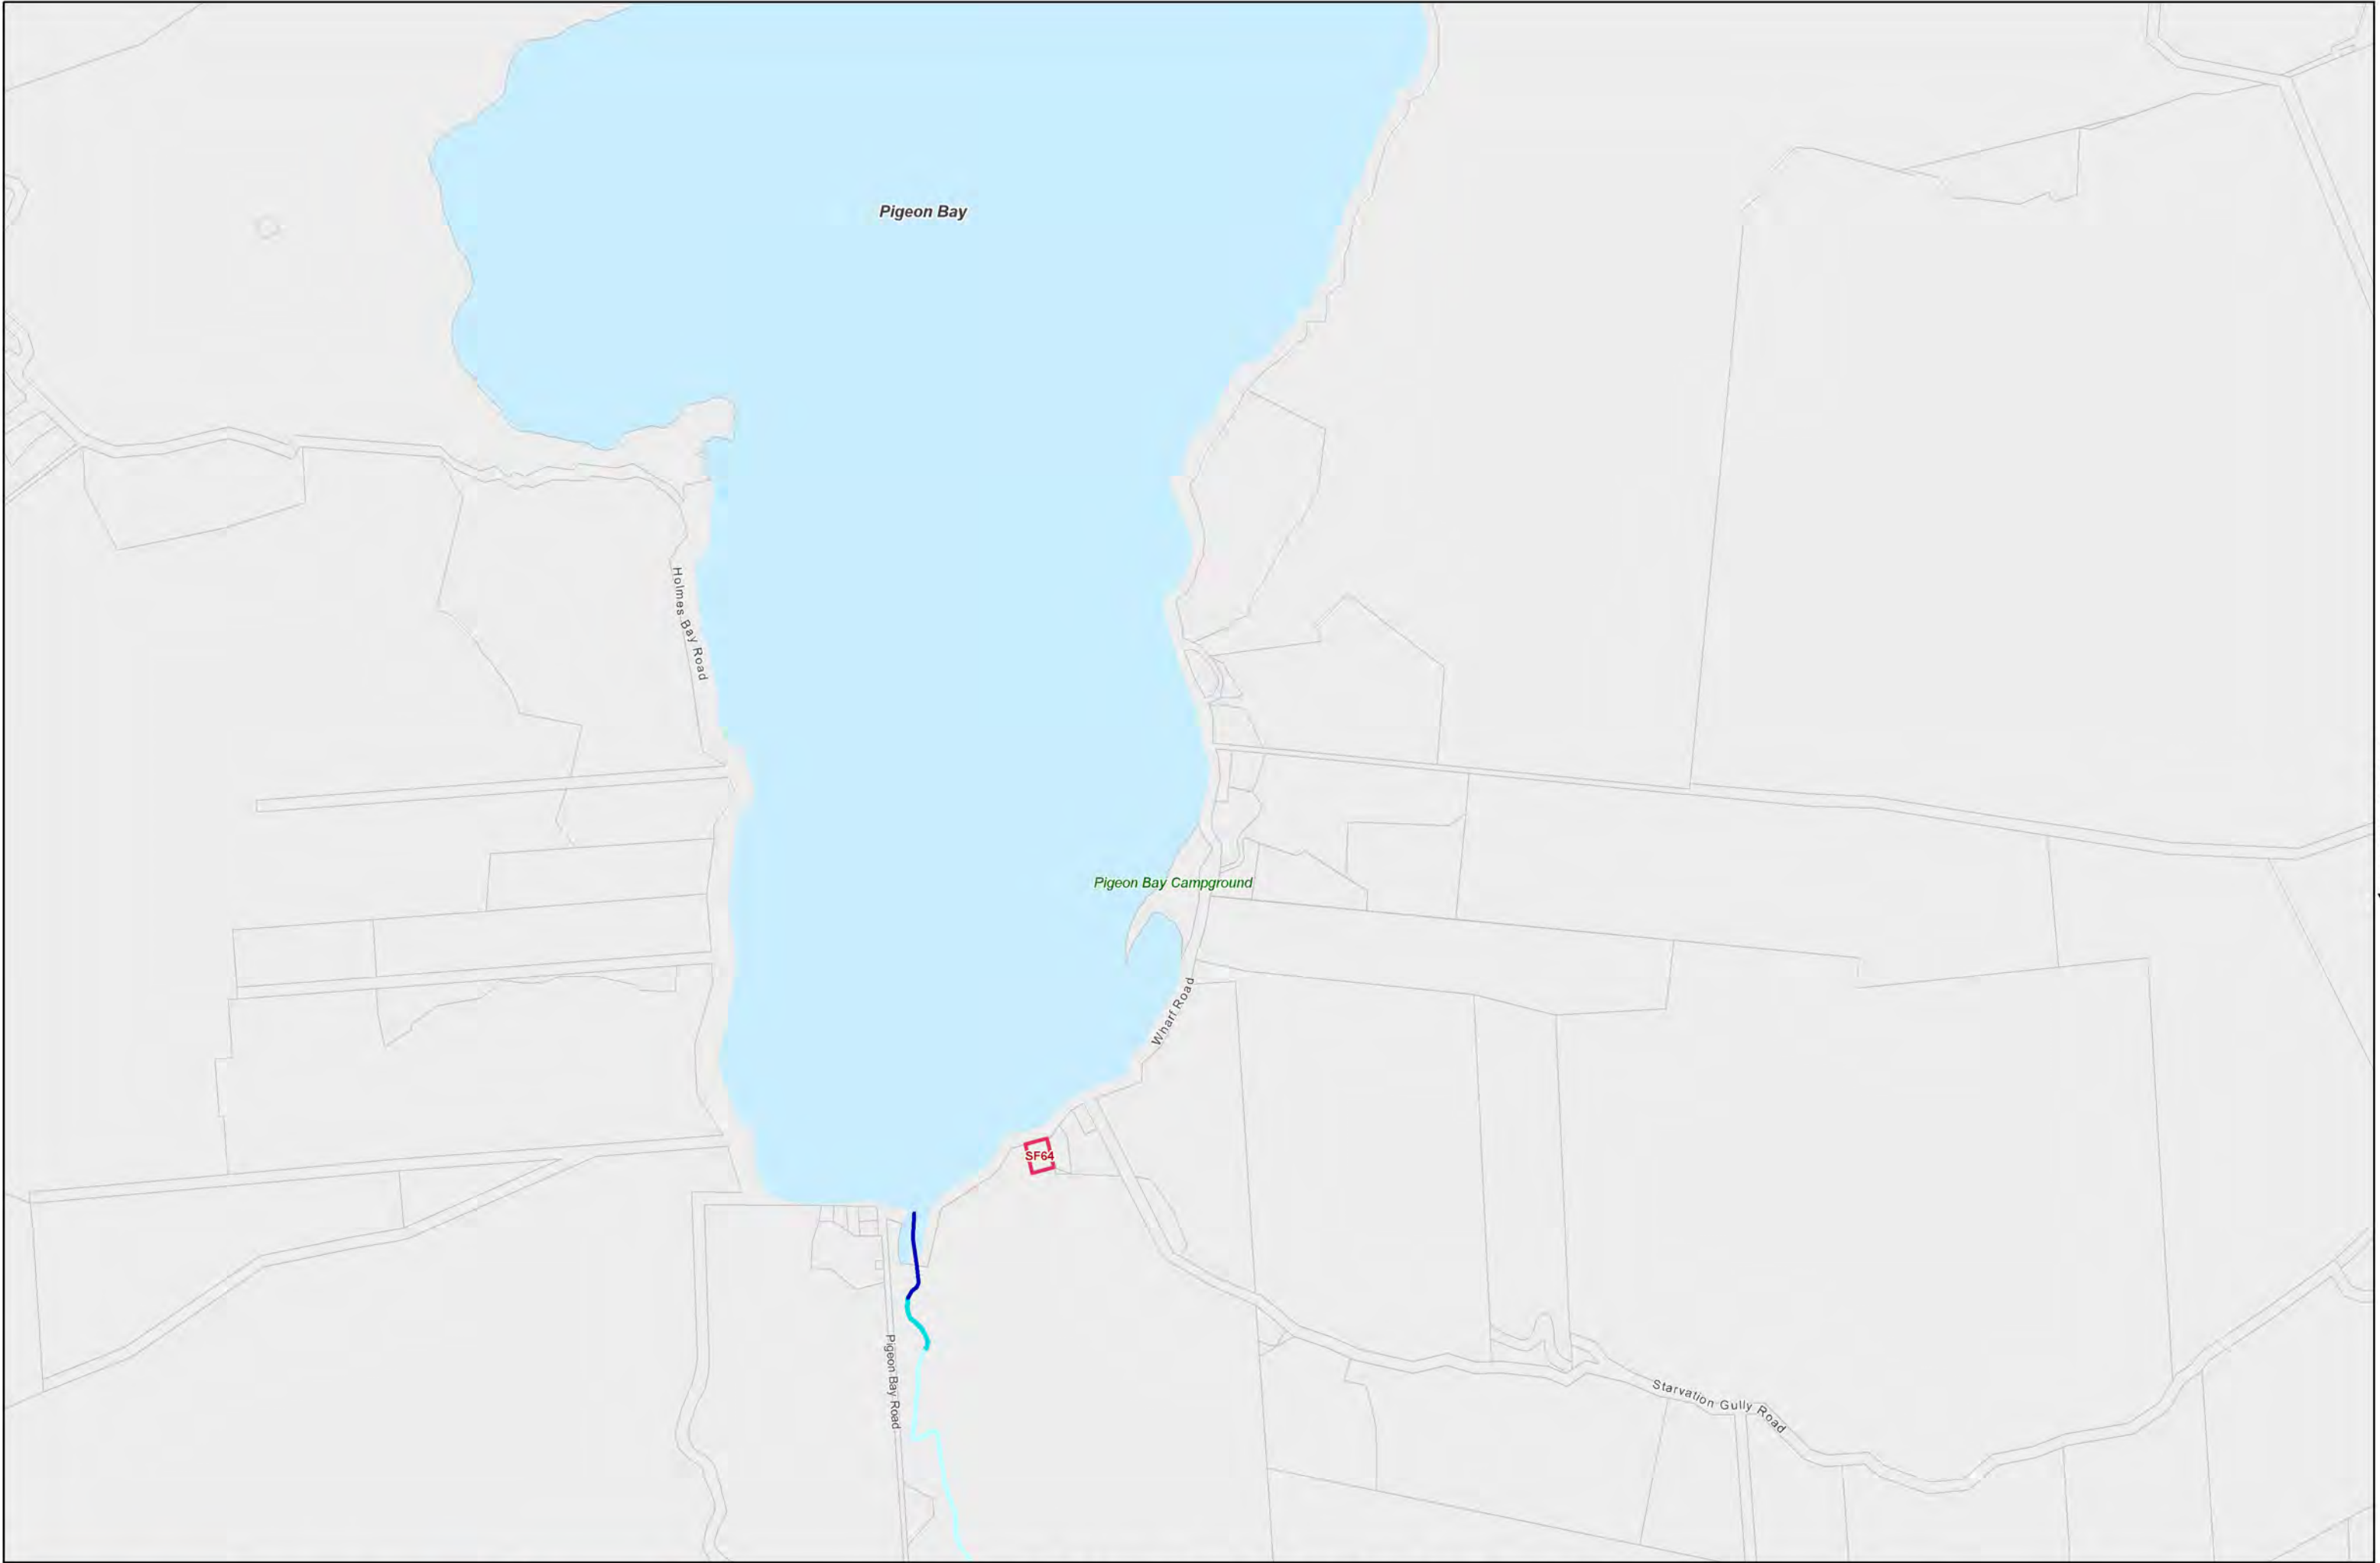 Pigeon Bay
Holmes Bay Road
Pigeon Bay Campground
Wharf Road
SF64
Pigeon Bay Road
Starvation Gully Road